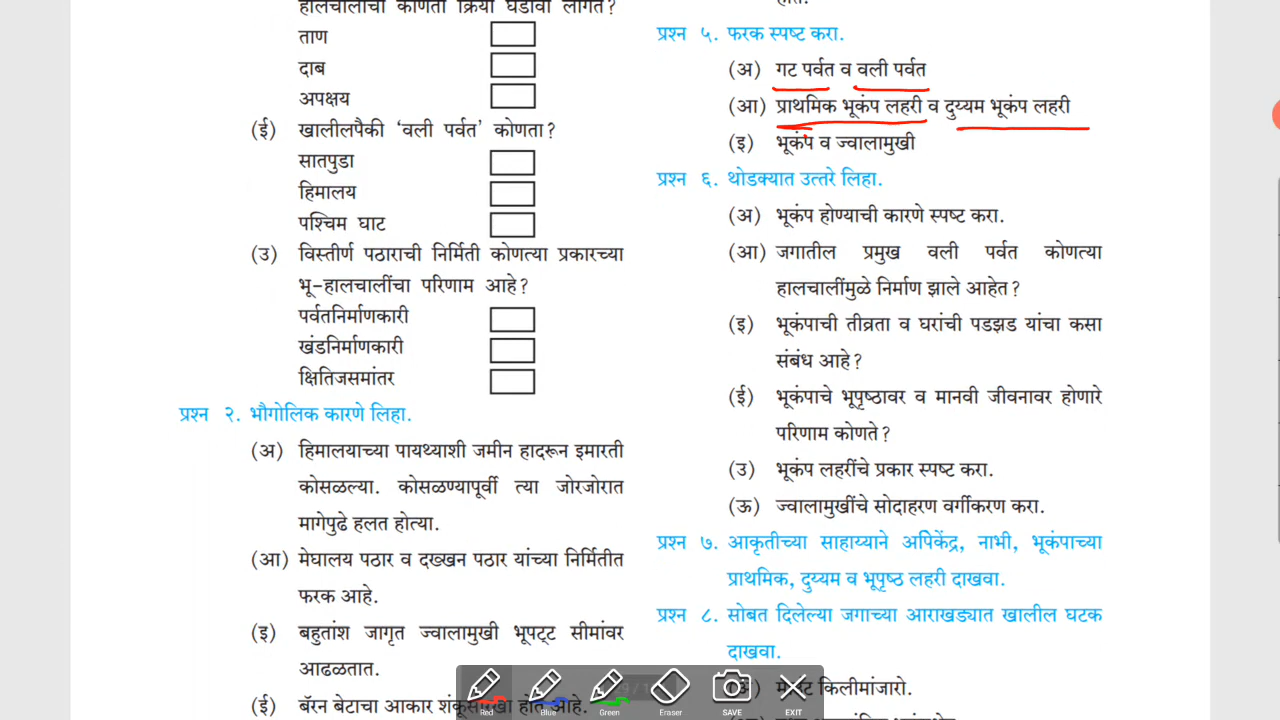 हालचालींची कोणती क्रिया घडावी लागते?
ताण
दाब
अपक्षय
(ई) खालीलपैकी ‘वली पर्वत’ कोणता?
सातपुडा
हिमालय
पश्चिम घाट
(उ) विस्तीर्ण पठाराची निर्मिती कोणत्या प्रकारच्या
भू-हालचालींचा परिणाम आहे?
पर्वतनिर्माणकारी
खंडनिर्माणकारी
क्षितिजसमांतर
प्रश्न २. भौगोलिक कारणे लिहा.
(अ) हिमालयाच्या पायथ्याशी जमीन हादरून इमारती
कोसळल्या. कोसळण्यापूर्वी त्या जोरजोरात
मागेपुढे हलत होत्या.
(आ) मेघालय पठार व दख्खन पठार यांच्या निर्मितीत
फरक आहे.
(इ) बहुतांश जागृत ज्वालामुखी भूपट्ट सीमांवर
आढळतात.
(ई) बॅरन बेटाचा आकार शंकूसारखा होत आहे.
प्रश्न ५. फरक स्पष्ट करा.
(अ) गट पर्वत व वली पर्वत
(आ) प्राथमिक भूकंप लहरी व दुय्यम भूकंप लहरी
(इ) भूकंप व ज्वालामुखी
प्रश्न ६. थोडक्यात उत्तरे लिहा.
(अ) भूकंप होण्याची कारणे स्पष्ट करा.
(आ) जगातील प्रमुख वली पर्वत कोणत्या
हालचालींमुळे निर्माण झाले आहेत?
(इ) भूकंपाची तीव्रता व घरांची पडझड यांचा कसा
संबंध आहे?
(ई) भूकंपाचे भूपृष्ठावर व मानवी जीवनावर होणारे
परिणाम कोणते?
(उ) भूकंप लहरींचे प्रकार स्पष्ट करा.
(ऊ) ज्वालामुखींचे सोदाहरण वर्गीकरण करा.
प्रश्न ७. आकृतीच्या साहाय्याने अपिकेंद्र, नाभी, भूकंपाच्या
प्राथमिक, दुय्यम व भूपृष्ठ लहरी दाखवा.
प्रश्न ८. सोबत दिलेल्या जगाच्या आराखड्यात खालील घटक
दाखवा.
किलीमांजारो.
Red Blue Green Eraser SAVE EXIT